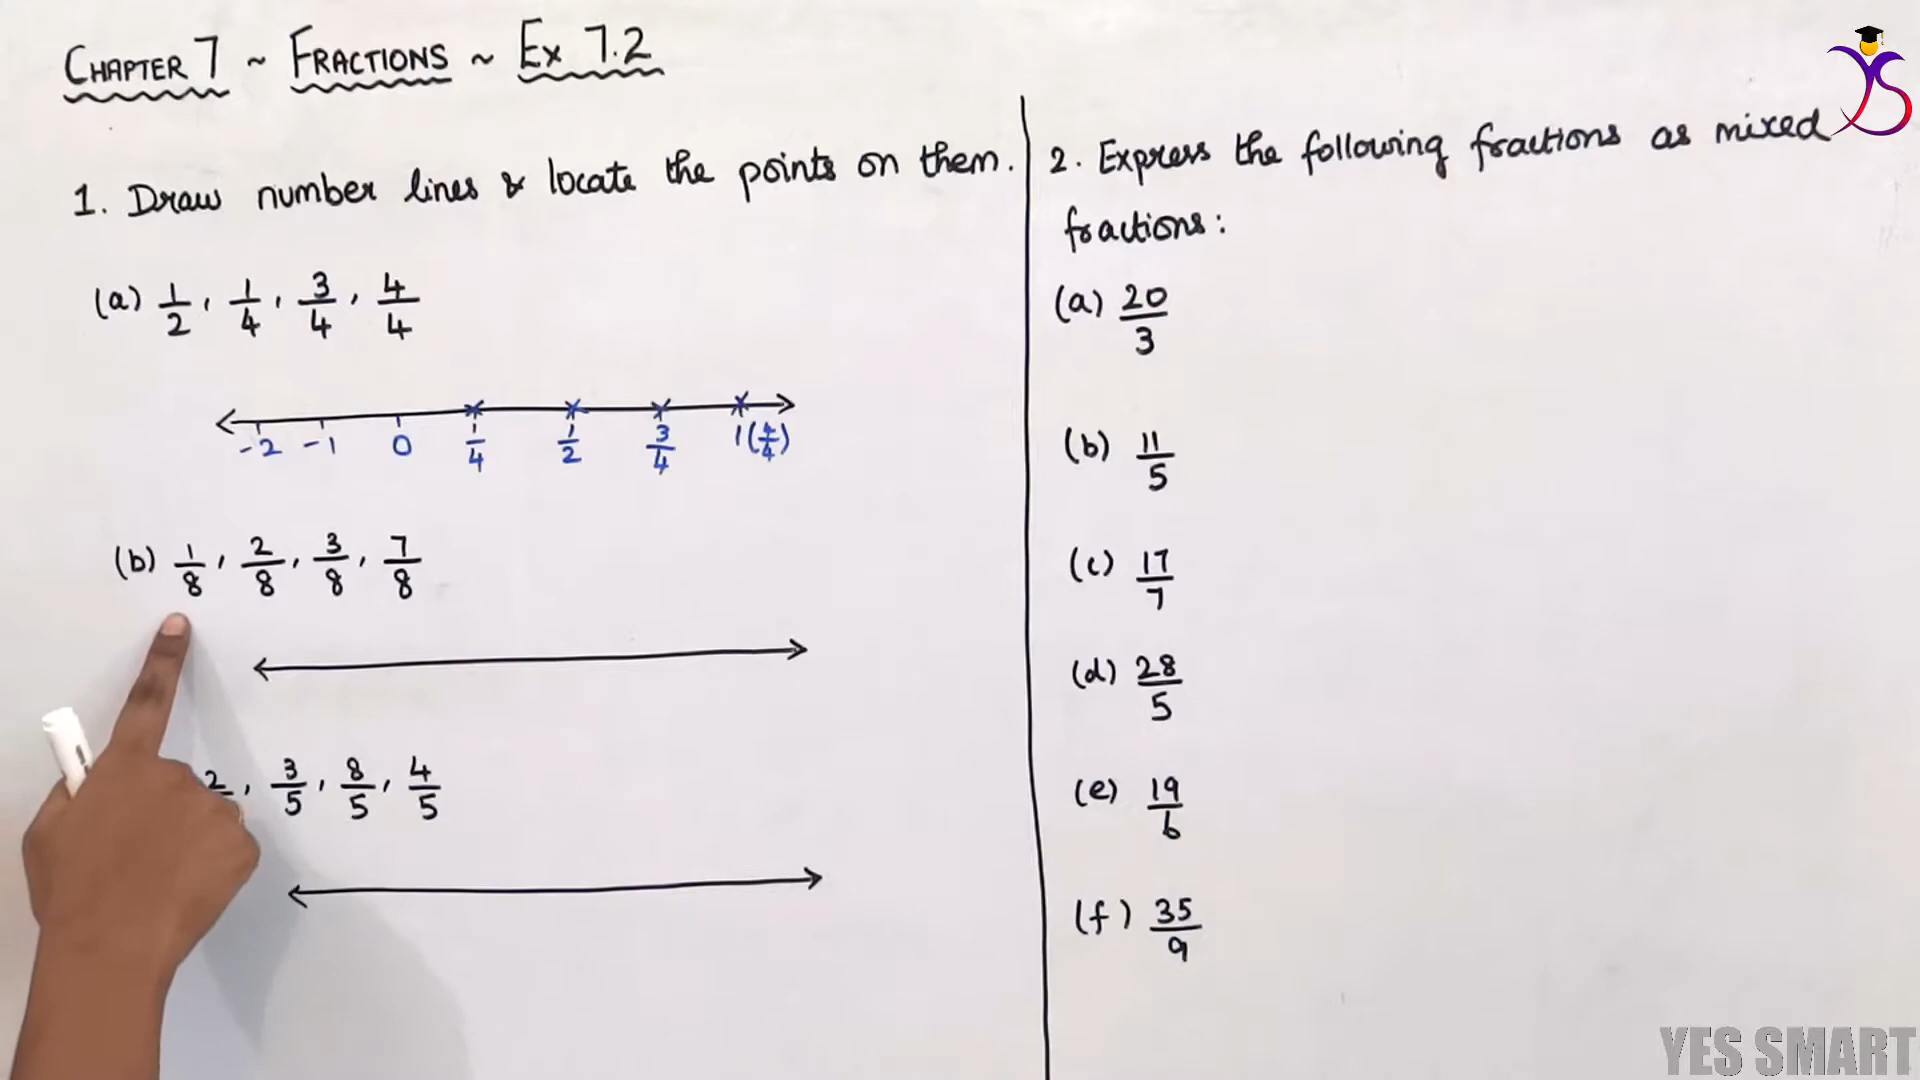 CHAPTER 7 ~ FRACTIONS ~ Ex 7.2
1. Draw number lines & locate the points on them.
(a) 1/2, 1/4, 3/4, 4/4
-2 -1 0 1/4 1/2 3/4 1(4/4)
(b) 1/8, 2/8, 3/8, 7/8
2, 3/5, 8/5, 4/5
2. Express the following fractions as mixed
fractions:
(a) 20/3
(b) 11/5
(c) 17/7
(d) 28/5
(e) 19/6
(f) 35/9
YS
YES SMART